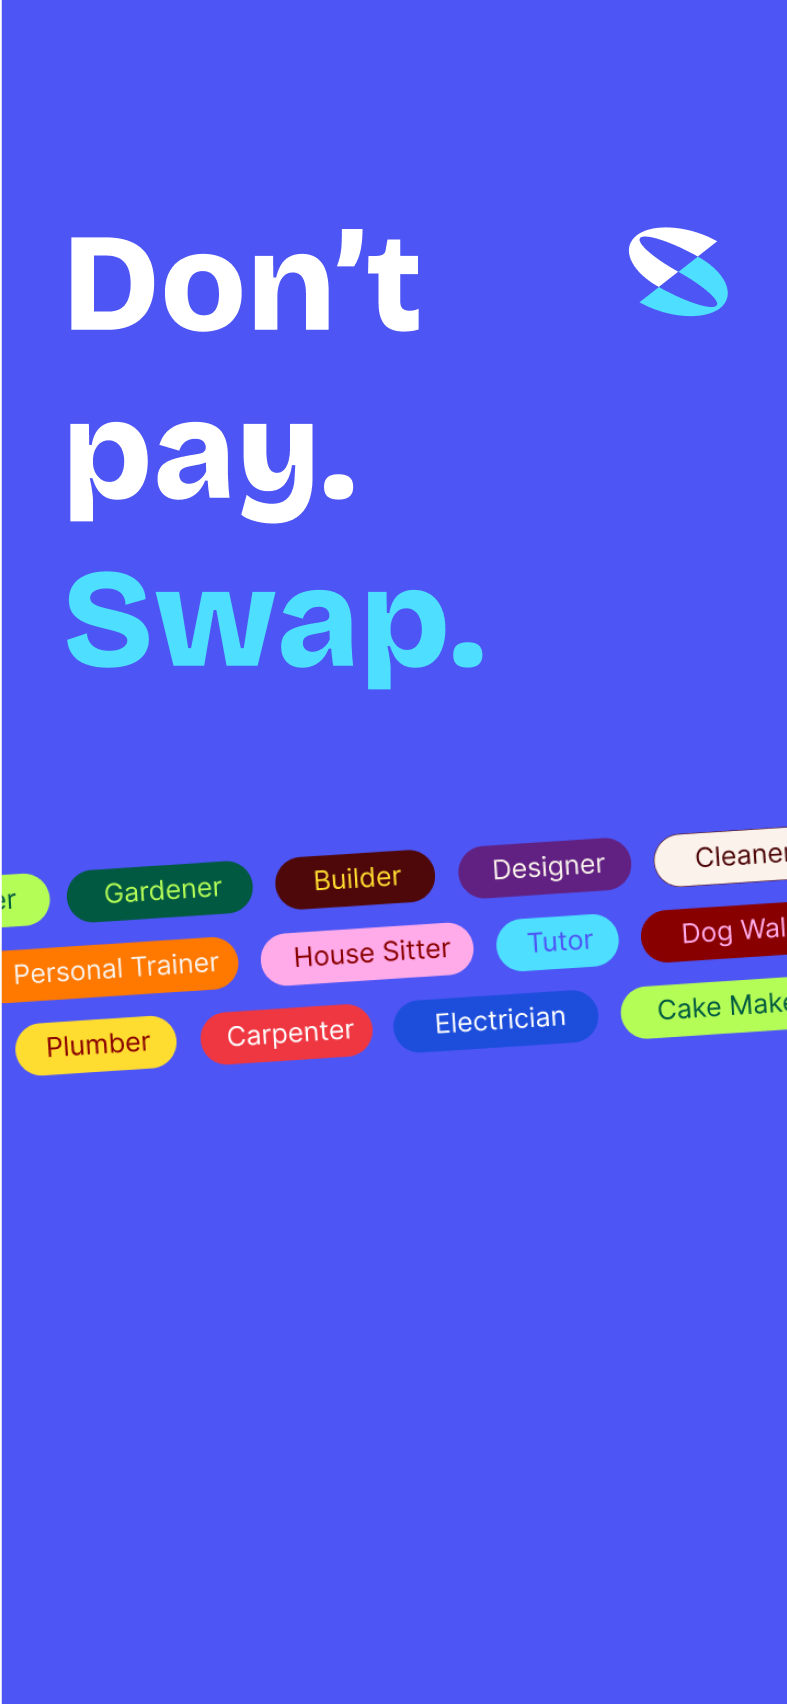 Don’t
pay.
Swap.
er Gardener Builder Designer Cleaner
Personal Trainer House Sitter Tutor Dog Wal
Plumber Carpenter Electrician Cake Make